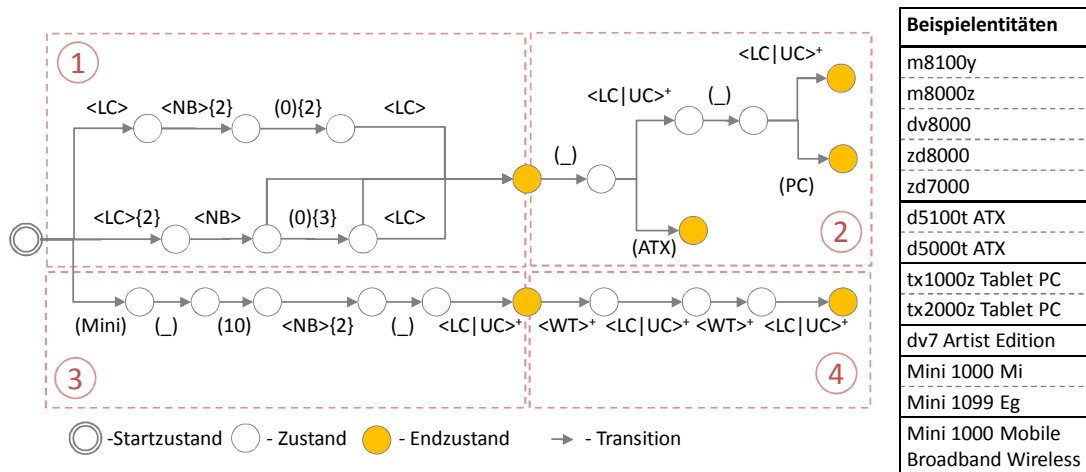 1
<LC>
<NB>{2}
(0){2}
<LC>
<LC>{2}
<NB>
(0){3}
<LC>
2
(_)
<LC|UC>+
(_)
<LC|UC>+
(PC)
(ATX)
3
(Mini)
(_)
(10)
<NB>{2}
(_)
<LC|UC>+
4
<WT>+
<LC|UC>+
<WT>+
<LC|UC>+
-Startzustand
- Zustand
- Endzustand
- Transition
Beispielentitäten
m8100y
m8000z
dv8000
zd8000
zd7000
d5100t ATX
d5000t ATX
tx1000z Tablet PC
tx2000z Tablet PC
dv7 Artist Edition
Mini 1000 Mi
Mini 1099 Eg
Mini 1000 Mobile
Broadband Wireless